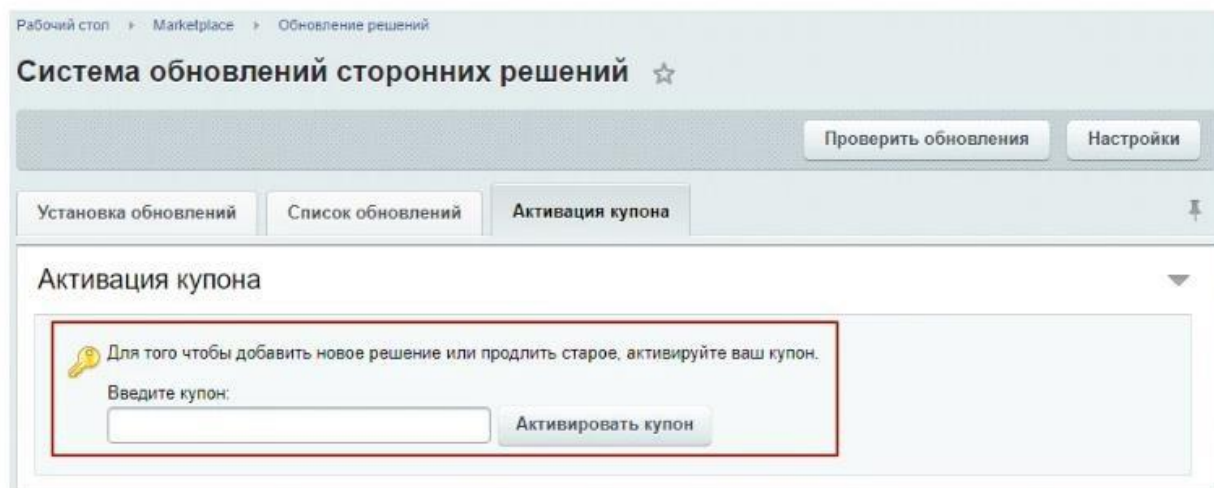 Рабочий стол Marketplace Обновление решений
Система обновлений сторонних решений
Проверить обновления Настройки
Установка обновлений Список обновлений Активация купона
Активация купона
Для того чтобы добавить новое решение или продлить старое, активируйте ваш купон.
Введите купон:
Активировать купон